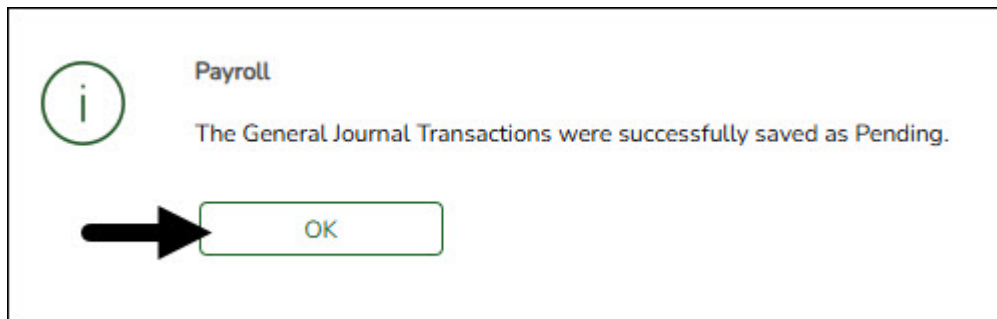 Payroll
The General Journal Transactions were successfully saved as Pending.
OK